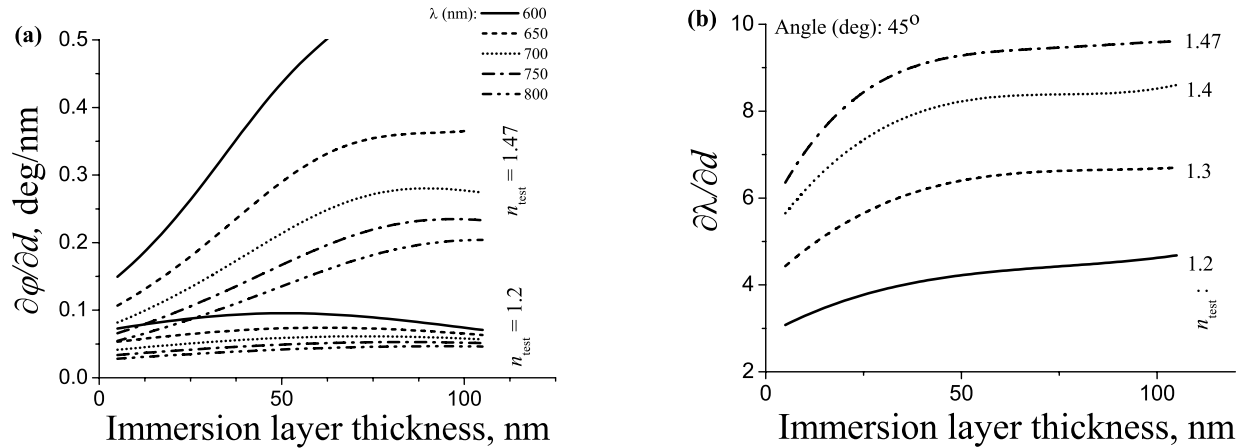 (a)
λ (nm): 600
650
700
750
800
0.5
0.4
0.3
0.2
0.1
0.0
∂φ/∂d, deg/nm
n_test = 1.47
n_test = 1.2
0 50 100
Immersion layer thickness, nm
(b)
Angle (deg): 45°
10
8
6
4
2
∂λ/∂d
1.47
1.4
1.3
1.2
n_test :
0 50 100
Immersion layer thickness, nm